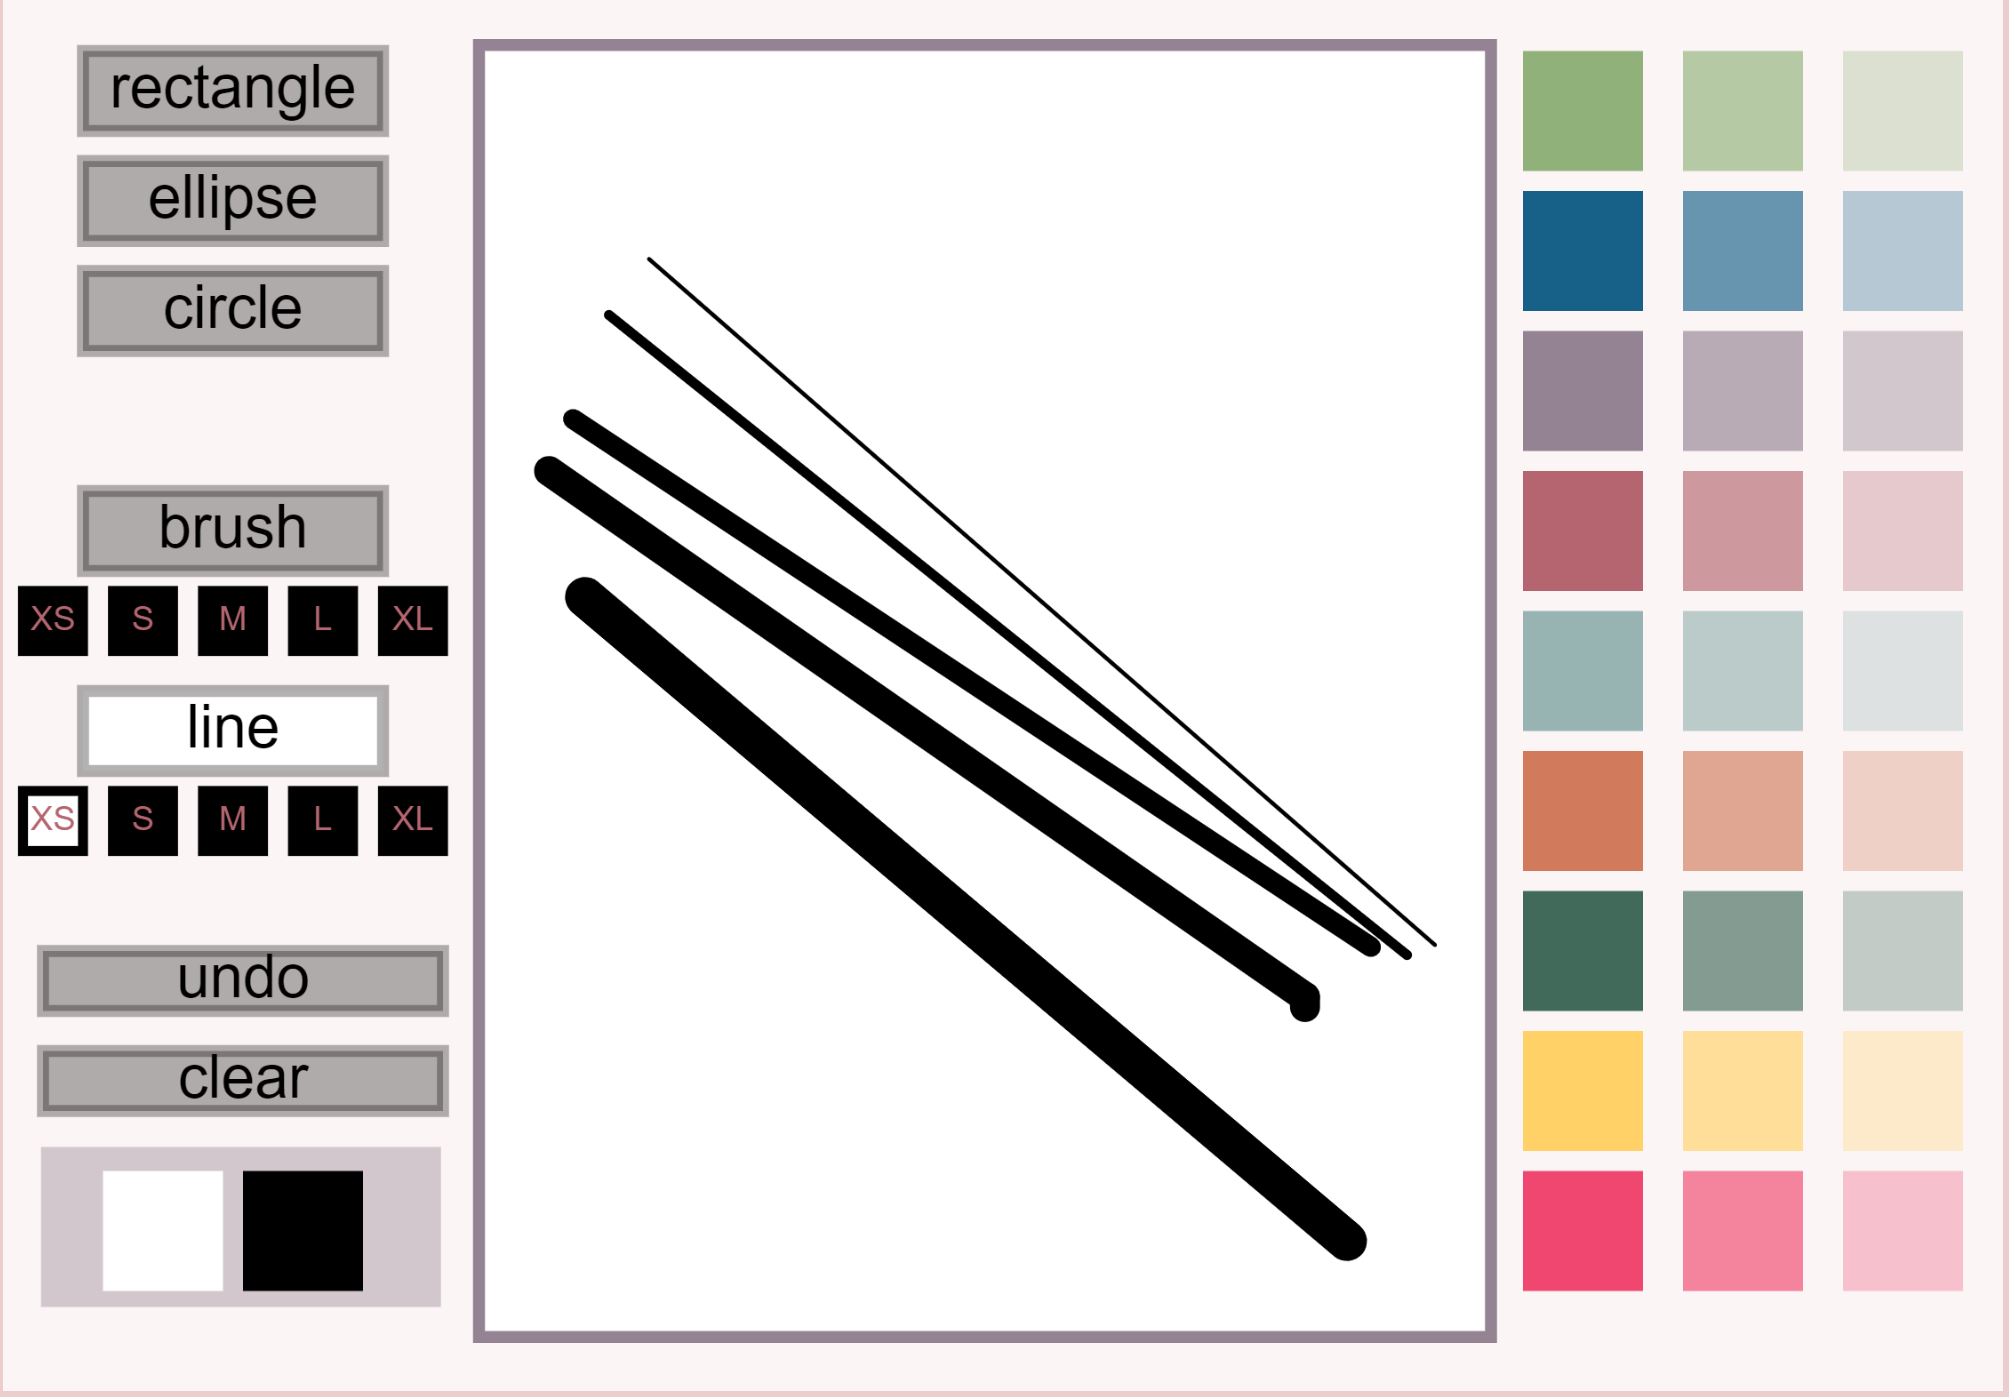 rectangle
ellipse
circle
brush
XS S M L XL
line
XS S M L XL
undo
clear